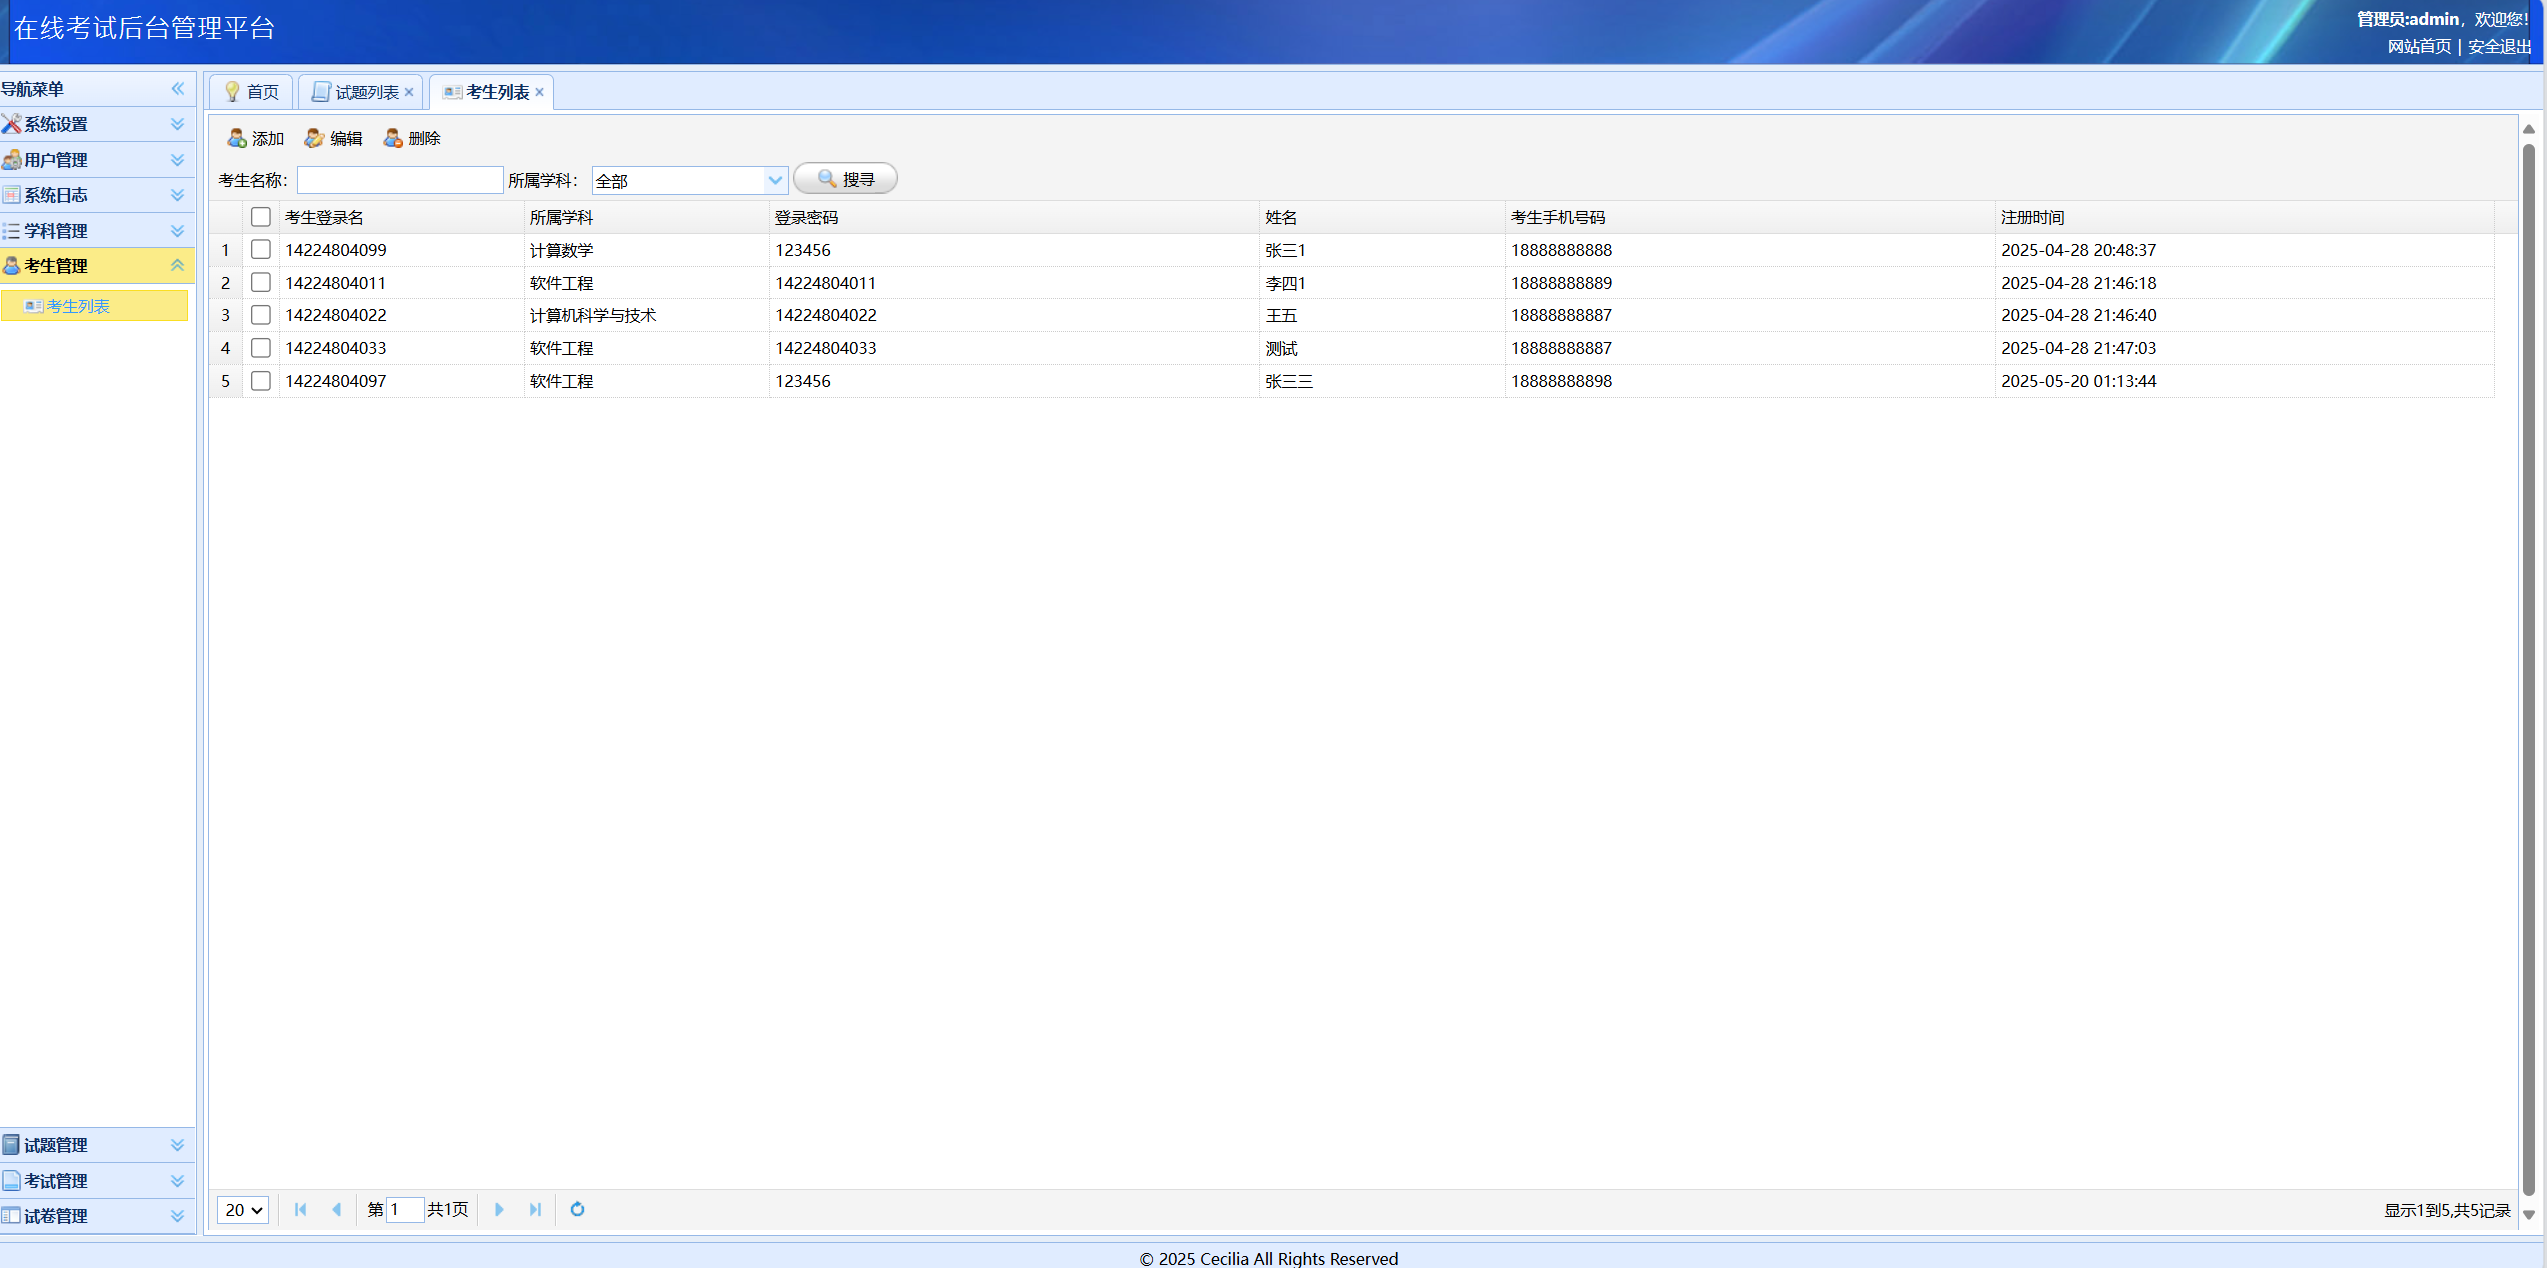 在线考试后台管理平台
管理员:admin，欢迎您!
网站首页 | 安全退出
导航菜单
系统设置
用户管理
系统日志
学科管理
考生管理
考生列表
试题管理
考试管理
试卷管理
首页 试题列表 考生列表
添加 编辑 删除
考生名称: 所属学科: 全部 搜寻
考生登录名 所属学科 登录密码 姓名 考生手机号码 注册时间
1 14224804099 计算数学 123456 张三1 18888888888 2025-04-28 20:48:37
2 14224804011 软件工程 14224804011 李四1 18888888889 2025-04-28 21:46:18
3 14224804022 计算机科学与技术 14224804022 王五 18888888887 2025-04-28 21:46:40
4 14224804033 软件工程 14224804033 测试 18888888887 2025-04-28 21:47:03
5 14224804097 软件工程 123456 张三三 18888888898 2025-05-20 01:13:44
20 第 1 共1页 显示1到5,共5记录
© 2025 Cecilia All Rights Reserved